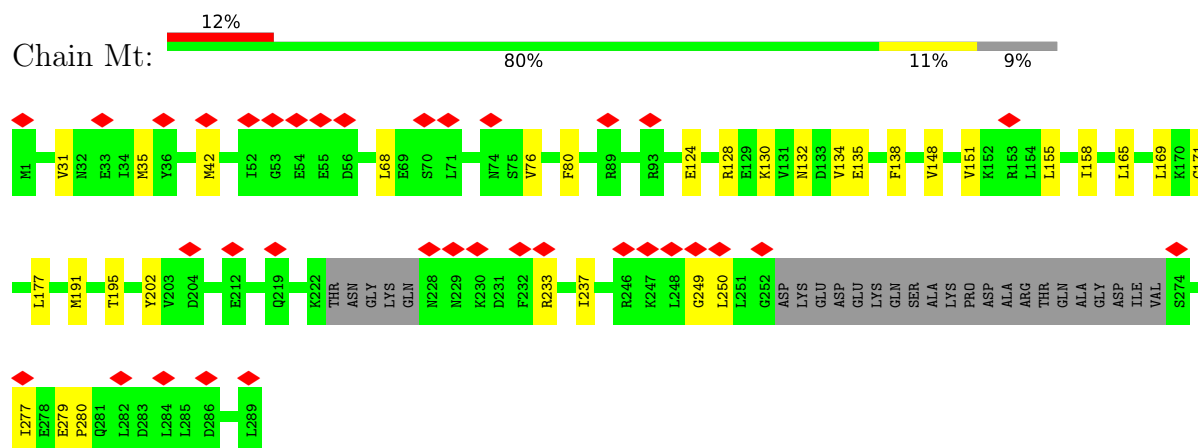 12%
Chain Mt:
80% 11% 9%
M1 V31 N32 E33 I34 M35 Y36 M42 I52 G53 E54 E55 D56 L68 E69 S70 L71 N74 S75 V76 F80 R89 R93 E124 R128 E129 K130 V131 N132 D133 V134 E135 F138 V148 V151 K152 R153 L154 L155 I158 L165 L169 K170
L177 M191 T195 Y202 V203 D204 E212 Q219 K222 THR ASN GLY LYS GLN N228 N229 K230 D231 F232 R233 I237 R246 K247 L248 G249 L250 L251 G252 ASP LYS GLU ASP GLU LYS GLN SER ALA LYS PRO ASP ALA ARG THR GLN ALA GLY ASP ILE VAL S274
I277 E278 E279 P280 Q281 L282 D283 L284 L285 D286 L289